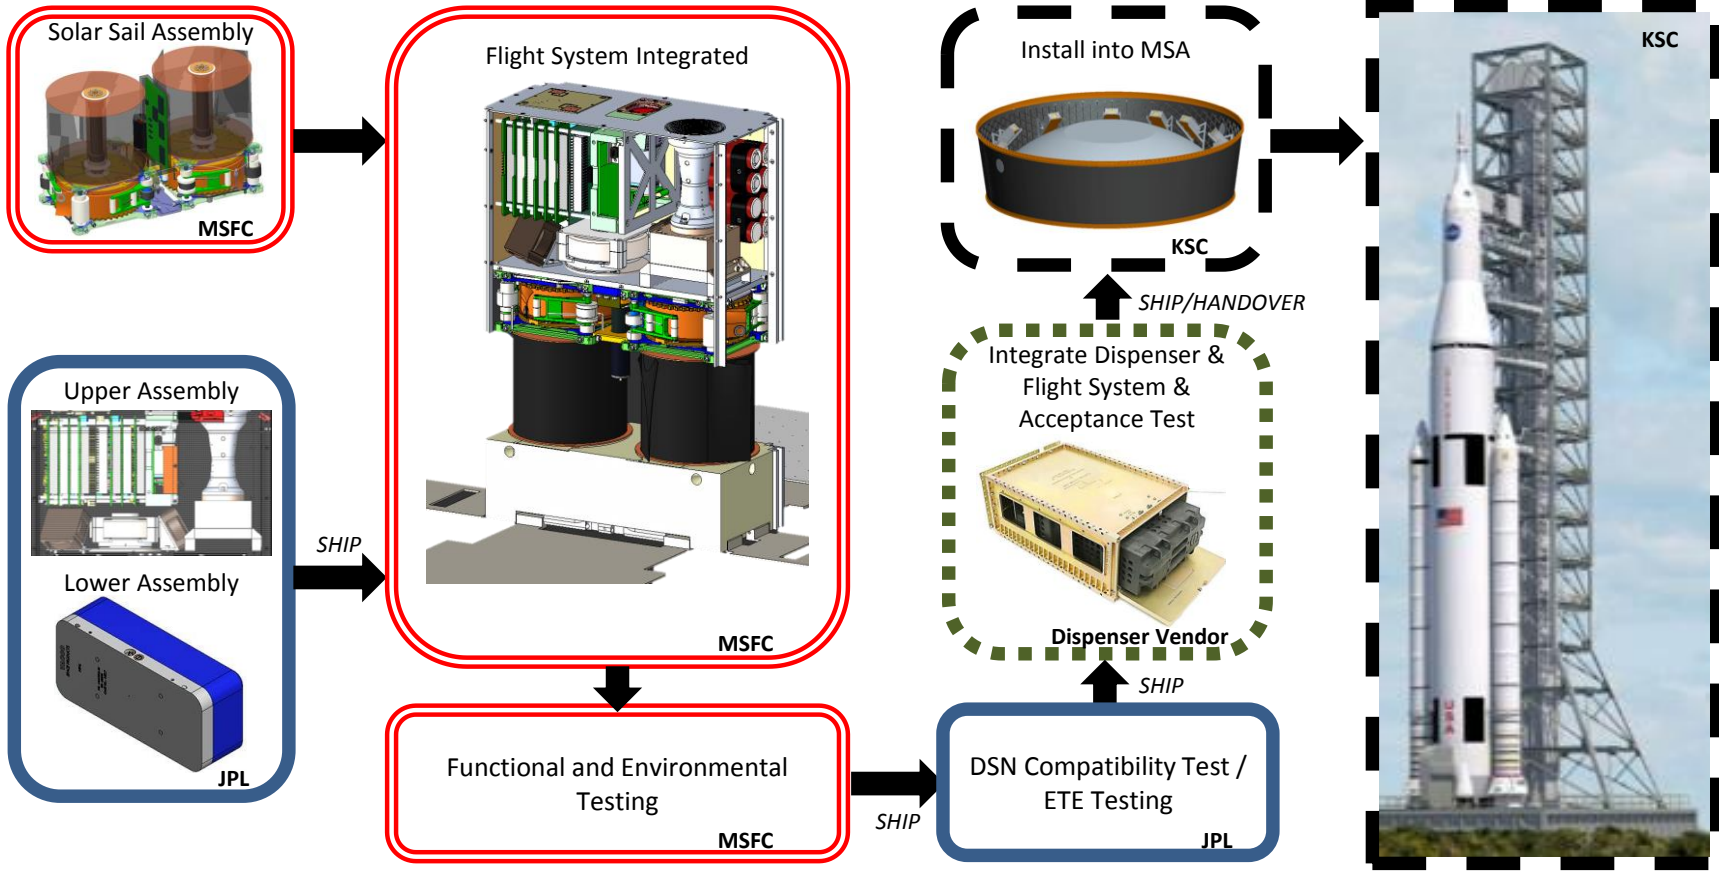 Solar Sail Assembly
MSFC
Upper Assembly
Lower Assembly
JPL
SHIP
Flight System Integrated
MSFC
Functional and Environmental
Testing
MSFC
SHIP
DSN Compatibility Test /
ETE Testing
JPL
SHIP
Integrate Dispenser &
Flight System &
Acceptance Test
Dispenser Vendor
SHIP/HANDOVER
Install into MSA
KSC
KSC
USA